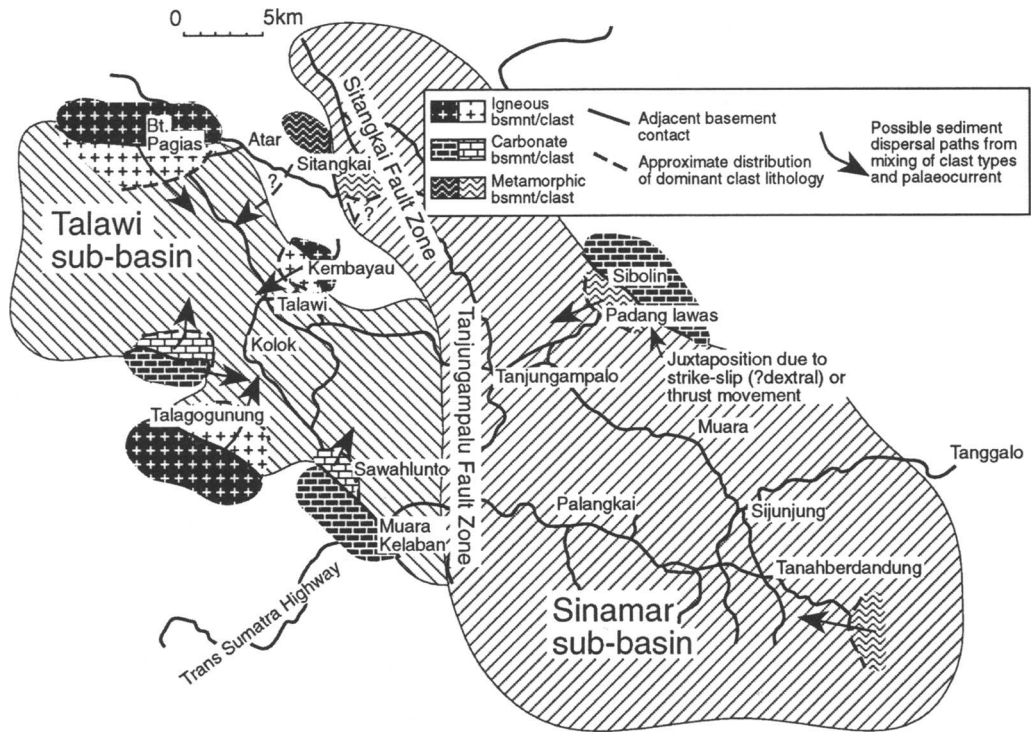 0 5km
Igneous
bsmnt/clast
Carbonate
bsmnt/clast
Metamorphic
bsmnt/clast
Adjacent basement
contact
Approximate distribution
of dominant clast lithology
Possible sediment
dispersal paths from
mixing of clast types
and palaeocurrent
Bt.
Pagias
Atar
Sitangkai
?
?
Sitangkai Fault Zone
Talawi
sub-basin
Kembayau
Talawi
Kolok
Talagogunung
Sawahlunto
Muara
Kelaban
Trans Sumatra Highway
Tanjungampalu Fault Zone
Tanjungampalo
Sibolin
Padang lawas
Juxtaposition due to
strike-slip (?dextral) or
thrust movement
Muara
Tanggalo
Palangkai
Sijunjung
Tanahberdandung
Sinamar
sub-basin